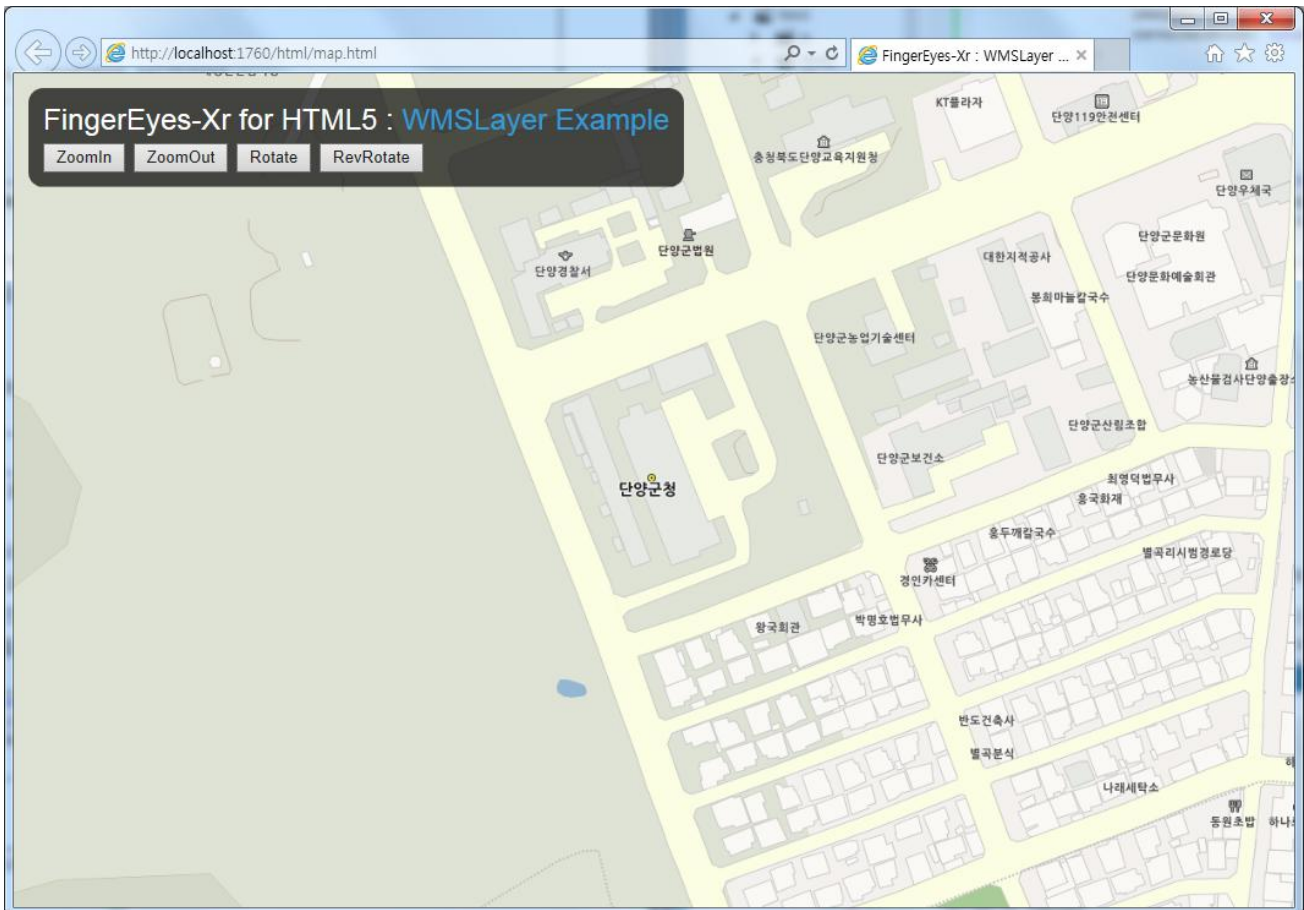 http://localhost:1760/html/map.html
FingerEyes-Xr : WMSLayer ...
FingerEyes-Xr for HTML5 : WMSLayer Example
ZoomIn ZoomOut Rotate RevRotate
KT플라자
단양119안전센터
충청북도단양교육지원청
단양우체국
단양군문화원
단양군법원
대한지적공사
단양경찰서
단양문화예술회관
봉희마늘칼국수
단양군농업기술센터
농산물검사단양출장
단양군산림조합
단양군보건소
최영덕법무사
단양군청
흥국화재
홍두깨칼국수
별곡리시범경로당
경인카센터
박명호법무사
왕국회관
반도건축사
별곡분식
나래세탁소
동원초밥
하나